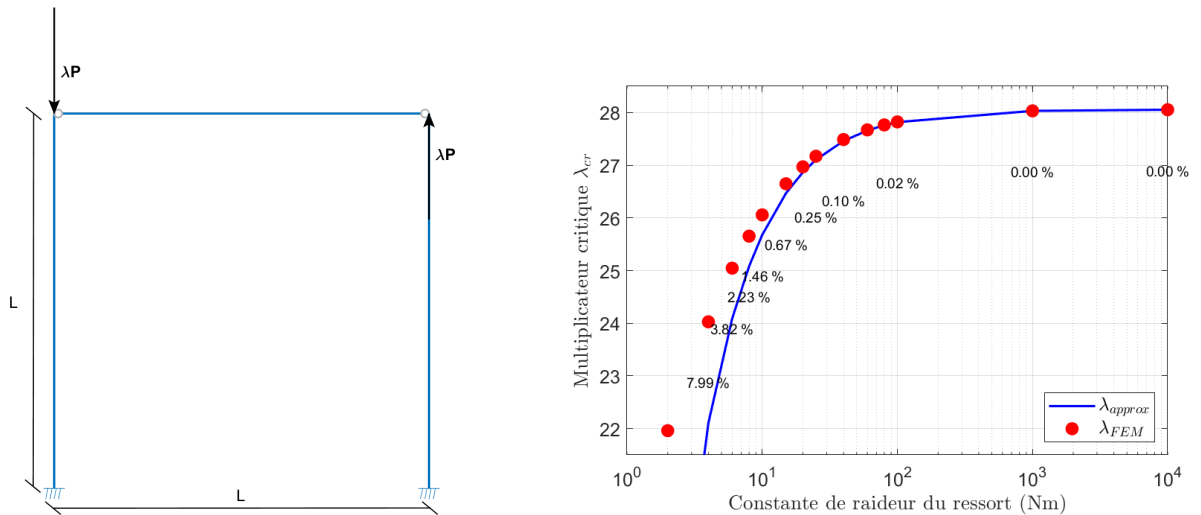 λP
λP
L
L
Multiplicateur critique λcr
28
27
26
25
24
23
22
0.00 %
0.00 %
0.02 %
0.10 %
0.25 %
0.67 %
1.46 %
2.23 %
3.82 %
7.99 %
λapprox
λFEM
10^0
10^1
10^2
10^3
10^4
Constante de raideur du ressort (Nm)